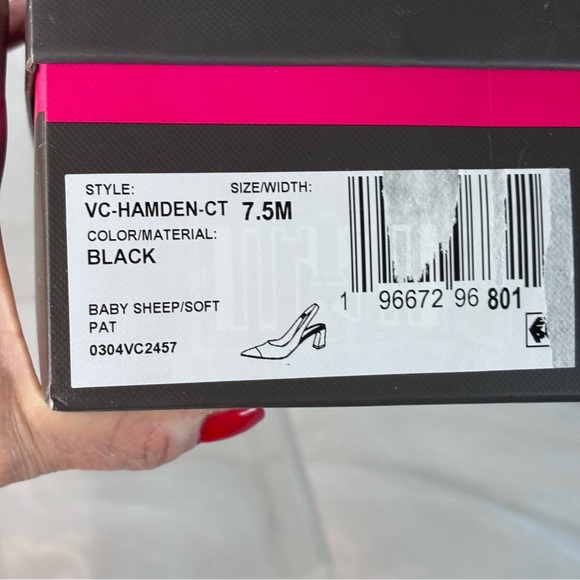 STYLE: SIZE/WIDTH:
VC-HAMDEN-CT 7.5M
COLOR/MATERIAL:
BLACK
BABY SHEEP/SOFT
PAT
0304VC2457
1 96672 96 801